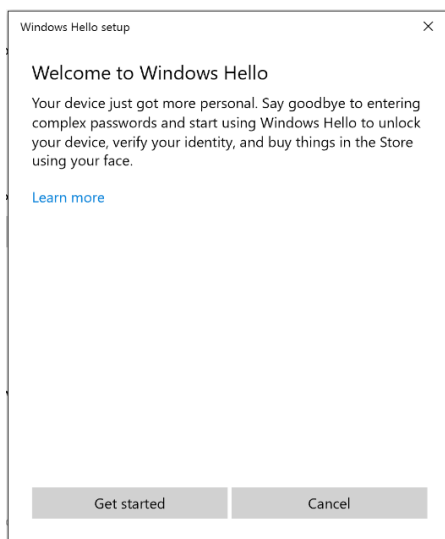 Windows Hello setup
Welcome to Windows Hello
Your device just got more personal. Say goodbye to entering
complex passwords and start using Windows Hello to unlock
your device, verify your identity, and buy things in the Store
using your face.
Learn more
Get started
Cancel